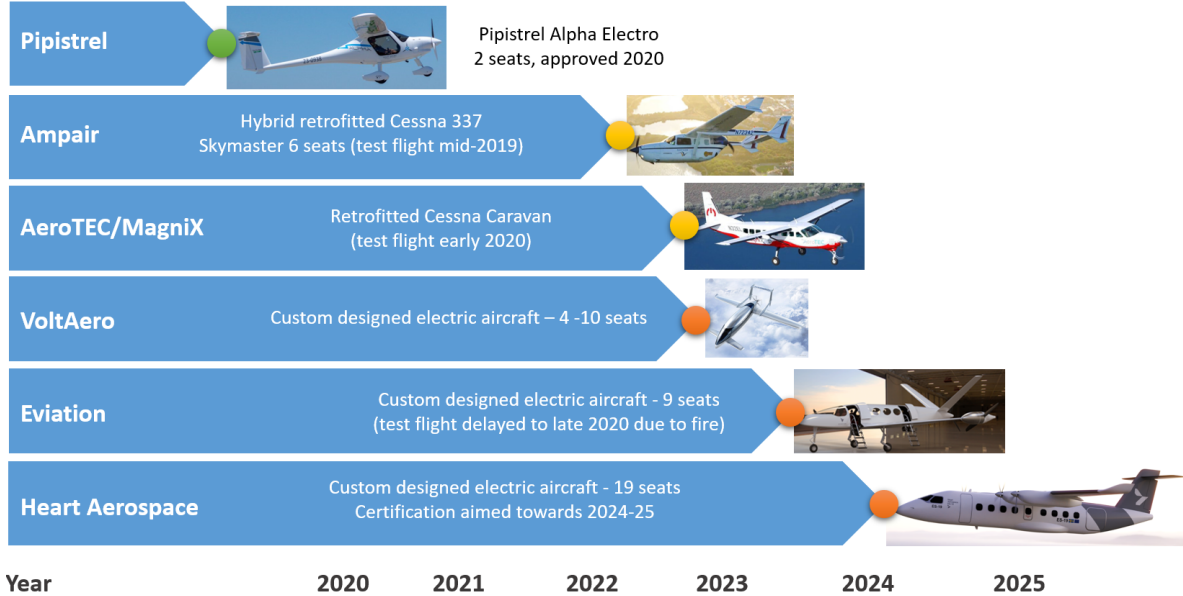 Pipistrel
Pipistrel Alpha Electro
2 seats, approved 2020
Ampair
Hybrid retrofitted Cessna 337
Skymaster 6 seats (test flight mid-2019)
AeroTEC/MagniX
Retrofitted Cessna Caravan
(test flight early 2020)
VoltAero
Custom designed electric aircraft – 4 -10 seats
Eviation
Custom designed electric aircraft - 9 seats
(test flight delayed to late 2020 due to fire)
Heart Aerospace
Custom designed electric aircraft - 19 seats
Certification aimed towards 2024-25
Year 2020 2021 2022 2023 2024 2025